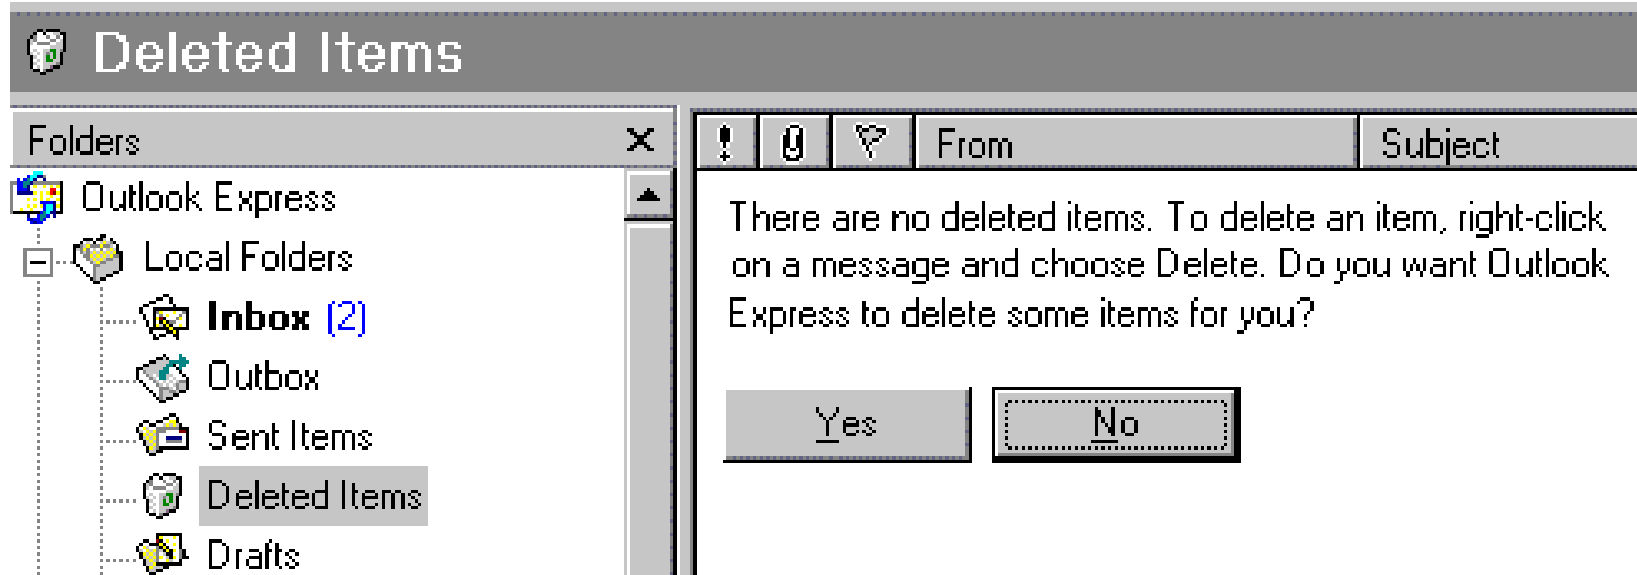 Deleted Items
Folders
Outlook Express
Local Folders
Inbox (2)
Outbox
Sent Items
Deleted Items
Drafts
From Subject
There are no deleted items. To delete an item, right-click
on a message and choose Delete. Do you want Outlook
Express to delete some items for you?
Yes No